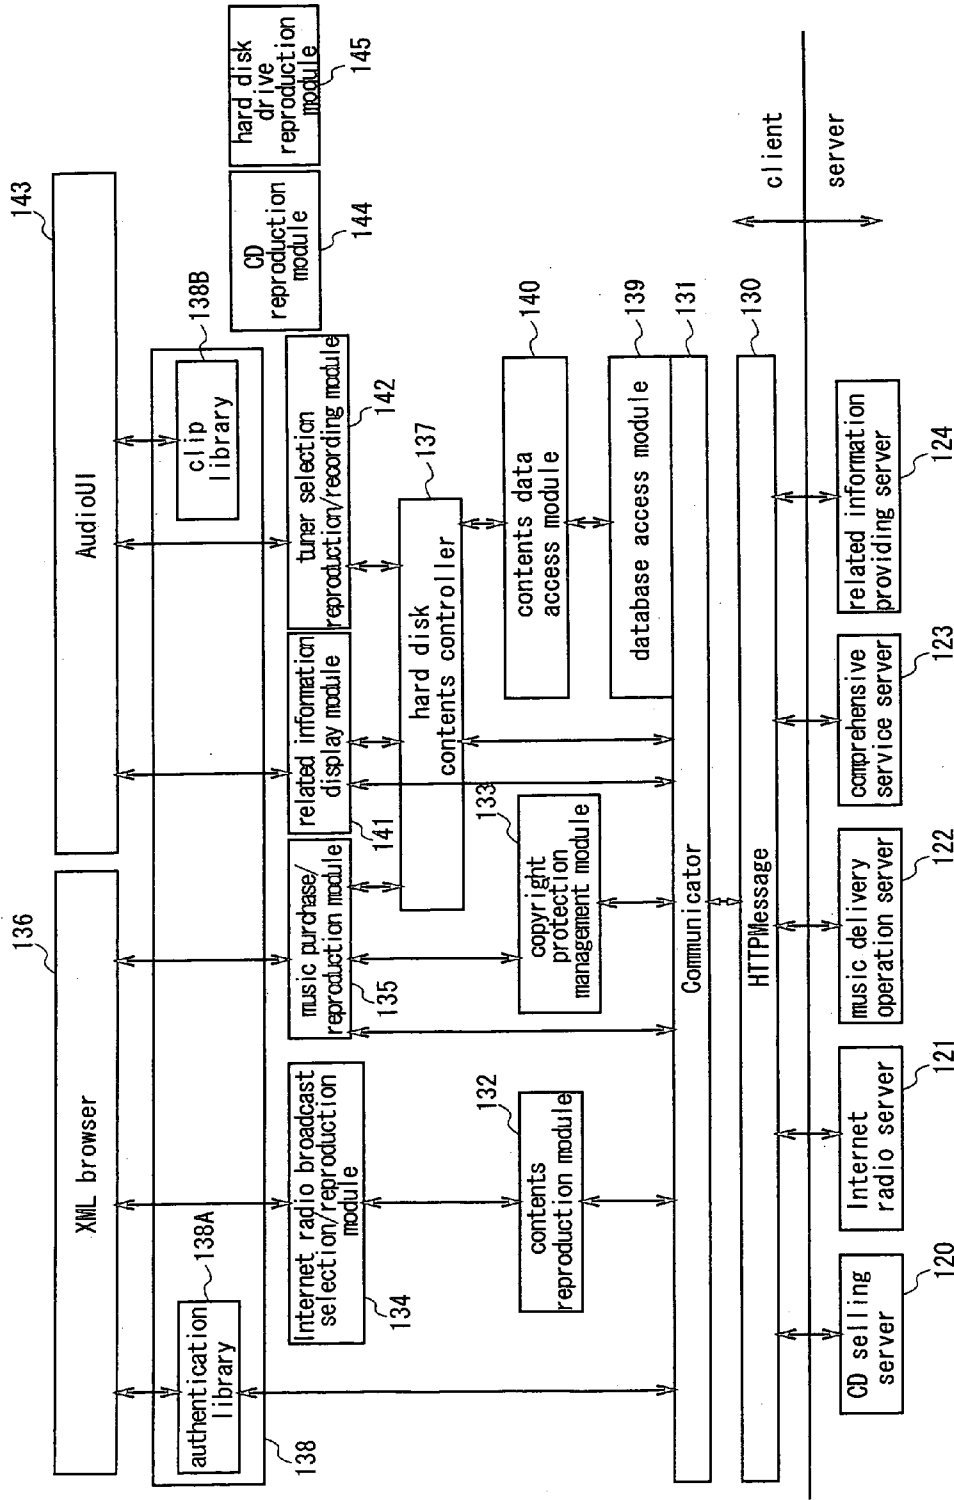 136
XML browser
143
AudioUI
138
authentication
library
138A
clip
library
138B
Internet radio broadcast
selection/reproduction
module
134
music purchase/
reproduction module
135
related information
display module
141
tuner selection
reproduction/recording module
142
CD
reproduction
module
144
hard disk
drive
reproduction
module
145
hard disk
contents controller
137
contents
reproduction module
132
copyright
protection
management module
133
contents data
access module
140
database access module
139
Communicator
131
HTTPMessage
130
client
server
CD selling
server
120
Internet
radio server
121
music delivery
operation server
122
comprehensive
service server
123
related information
providing server
124